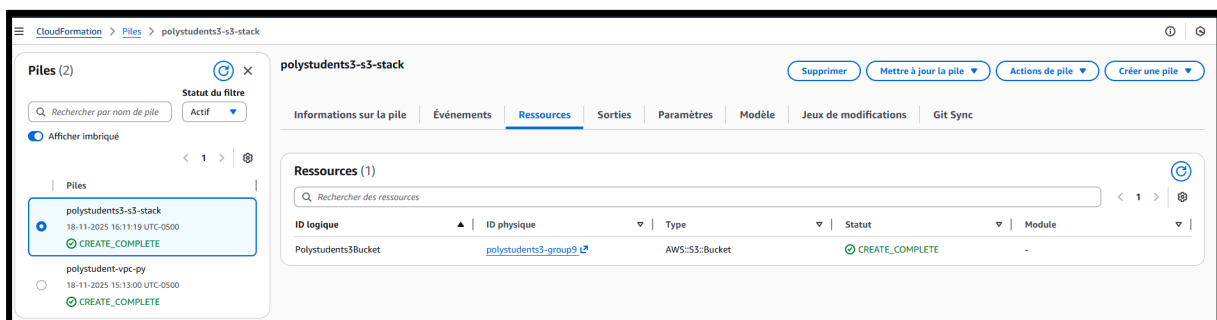 CloudFormation > Piles > polystudents3-s3-stack
Piles (2)
Statut du filtre
Rechercher par nom de pile
Actif
Afficher imbriqué
1
Piles
polystudents3-s3-stack
18-11-2025 16:11:19 UTC-0500
CREATE_COMPLETE
polystudent-vpc-py
18-11-2025 15:13:00 UTC-0500
CREATE_COMPLETE
polystudents3-s3-stack
Supprimer Mettre à jour la pile Actions de pile Créer une pile
Informations sur la pile Événements Ressources Sorties Paramètres Modèle Jeux de modifications Git Sync
Ressources (1)
Rechercher des ressources
1
ID logique ID physique Type Statut Module
Polystudents3Bucket polystudents3-group9 AWS::S3::Bucket CREATE_COMPLETE -